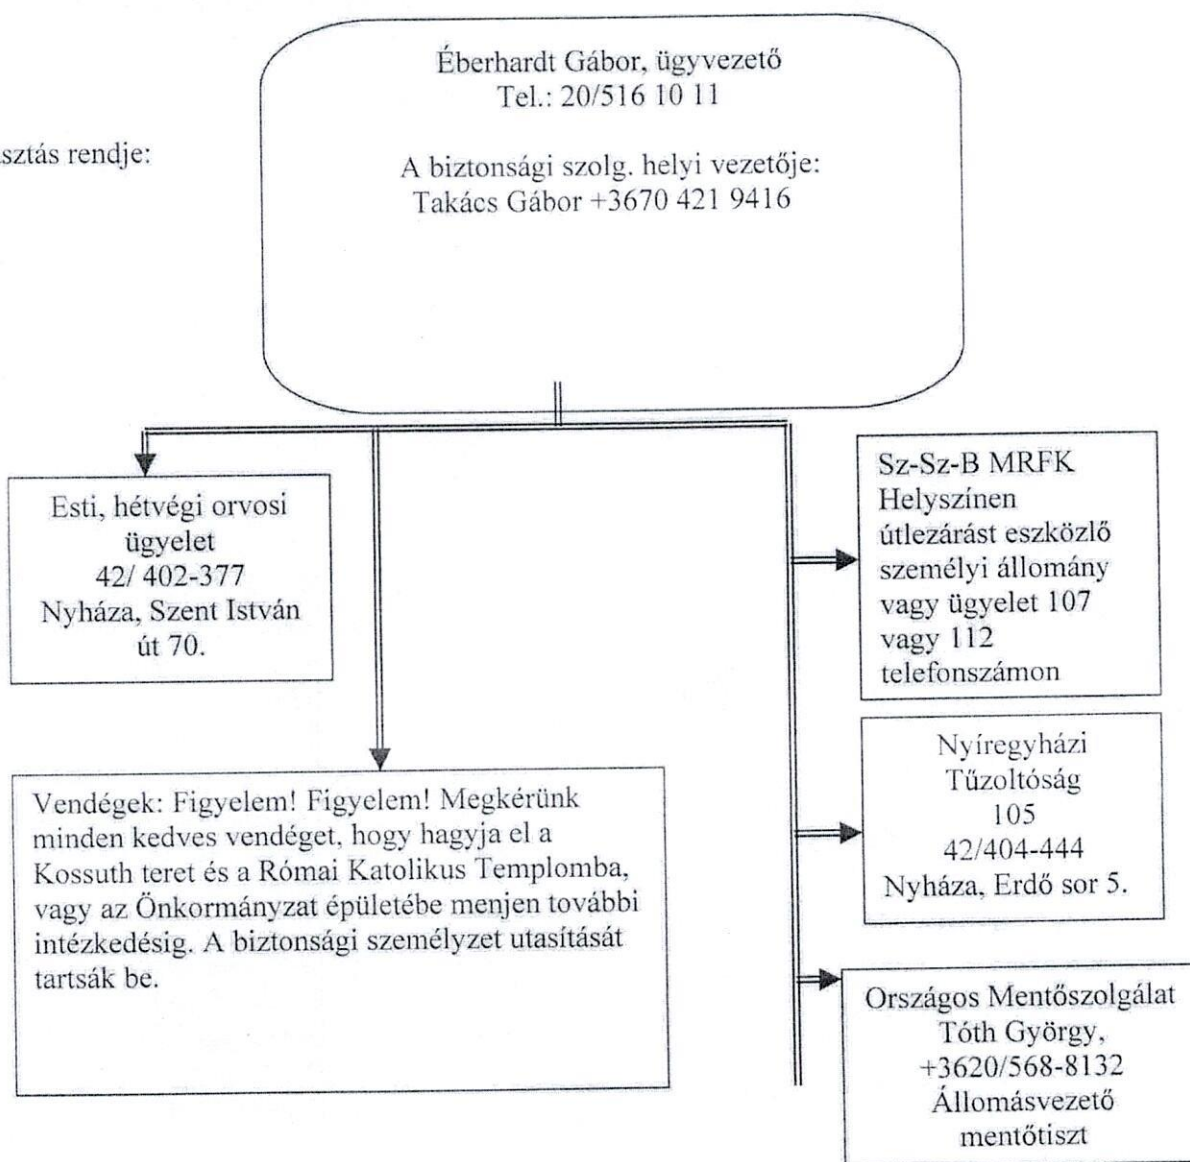 Éberhardt Gábor, ügyvezető
Tel.: 20/516 10 11
sztás rendje:
A biztonsági szolg. helyi vezetője:
Takács Gábor +3670 421 9416
Esti, hétvégi orvosi
ügyelet
42/ 402-377
Nyháza, Szent István
út 70.
Sz-Sz-B MRFK
Helyszínen
útlezárást eszközlő
személyi állomány
vagy ügyelet 107
vagy 112
telefonszámon
Vendégek: Figyelem! Figyelem! Megkérünk
minden kedves vendéget, hogy hagyja el a
Kossuth teret és a Római Katolikus Templomba,
vagy az Önkormányzat épületébe menjen további
intézkedésig. A biztonsági személyzet utasítását
tartsák be.
Nyíregyházi
Tűzoltóság
105
42/404-444
Nyháza, Erdő sor 5.
Országos Mentőszolgálat
Tóth György,
+3620/568-8132
Állomásvezető
mentőtiszt